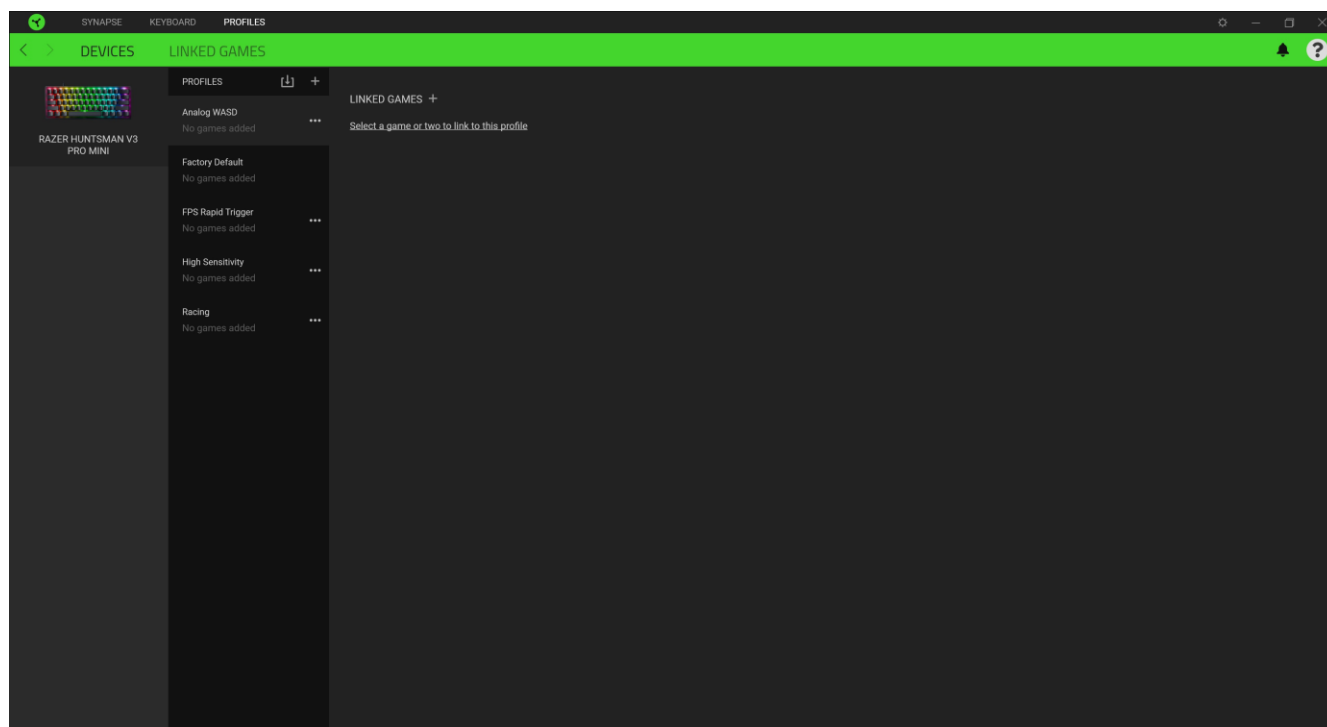 SYNAPSE KEYBOARD PROFILES
DEVICES LINKED GAMES
RAZER HUNTSMAN V3
PRO MINI
PROFILES
Analog WASD
No games added
Factory Default
No games added
FPS Rapid Trigger
No games added
High Sensitivity
No games added
Racing
No games added
LINKED GAMES +
Select a game or two to link to this profile